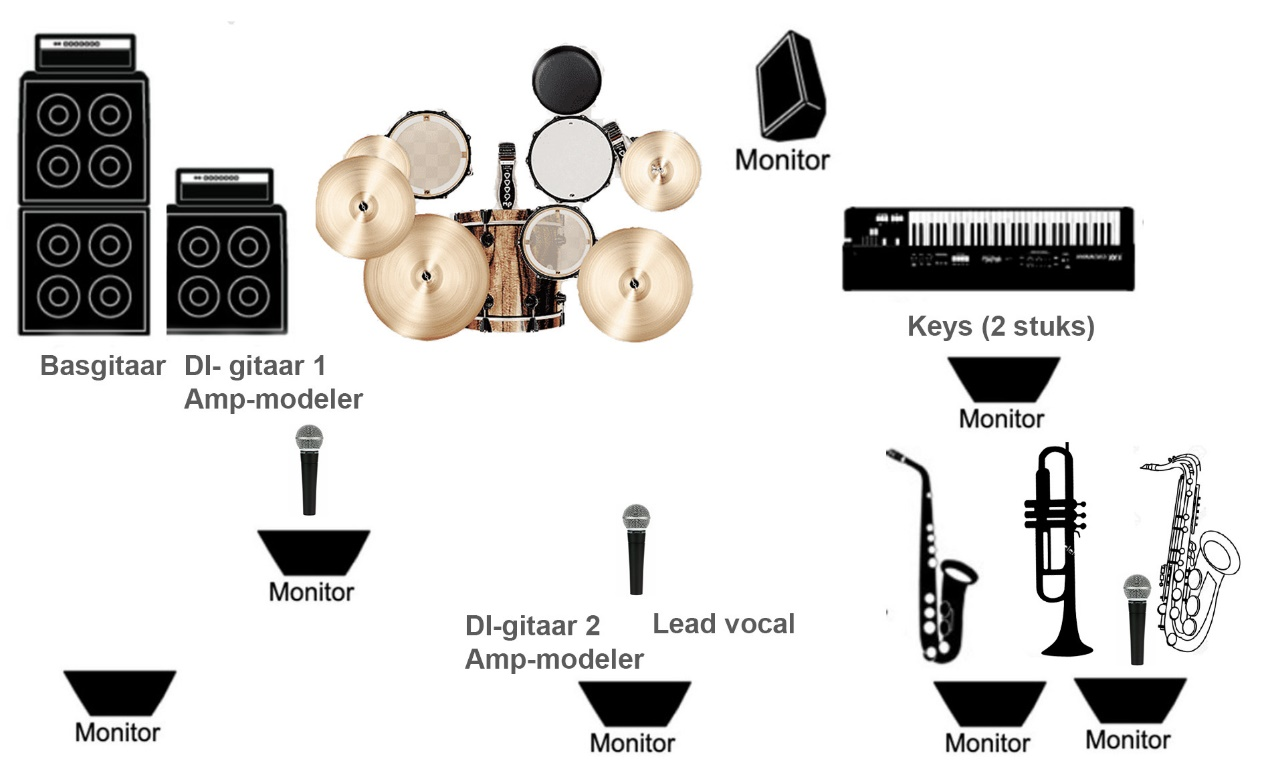 Monitor
Keys (2 stuks)
Basgitaar
DI- gitaar 1
Amp-modeler
Monitor
Monitor
DI-gitaar 2
Amp-modeler
Lead vocal
Monitor
Monitor
Monitor
Monitor